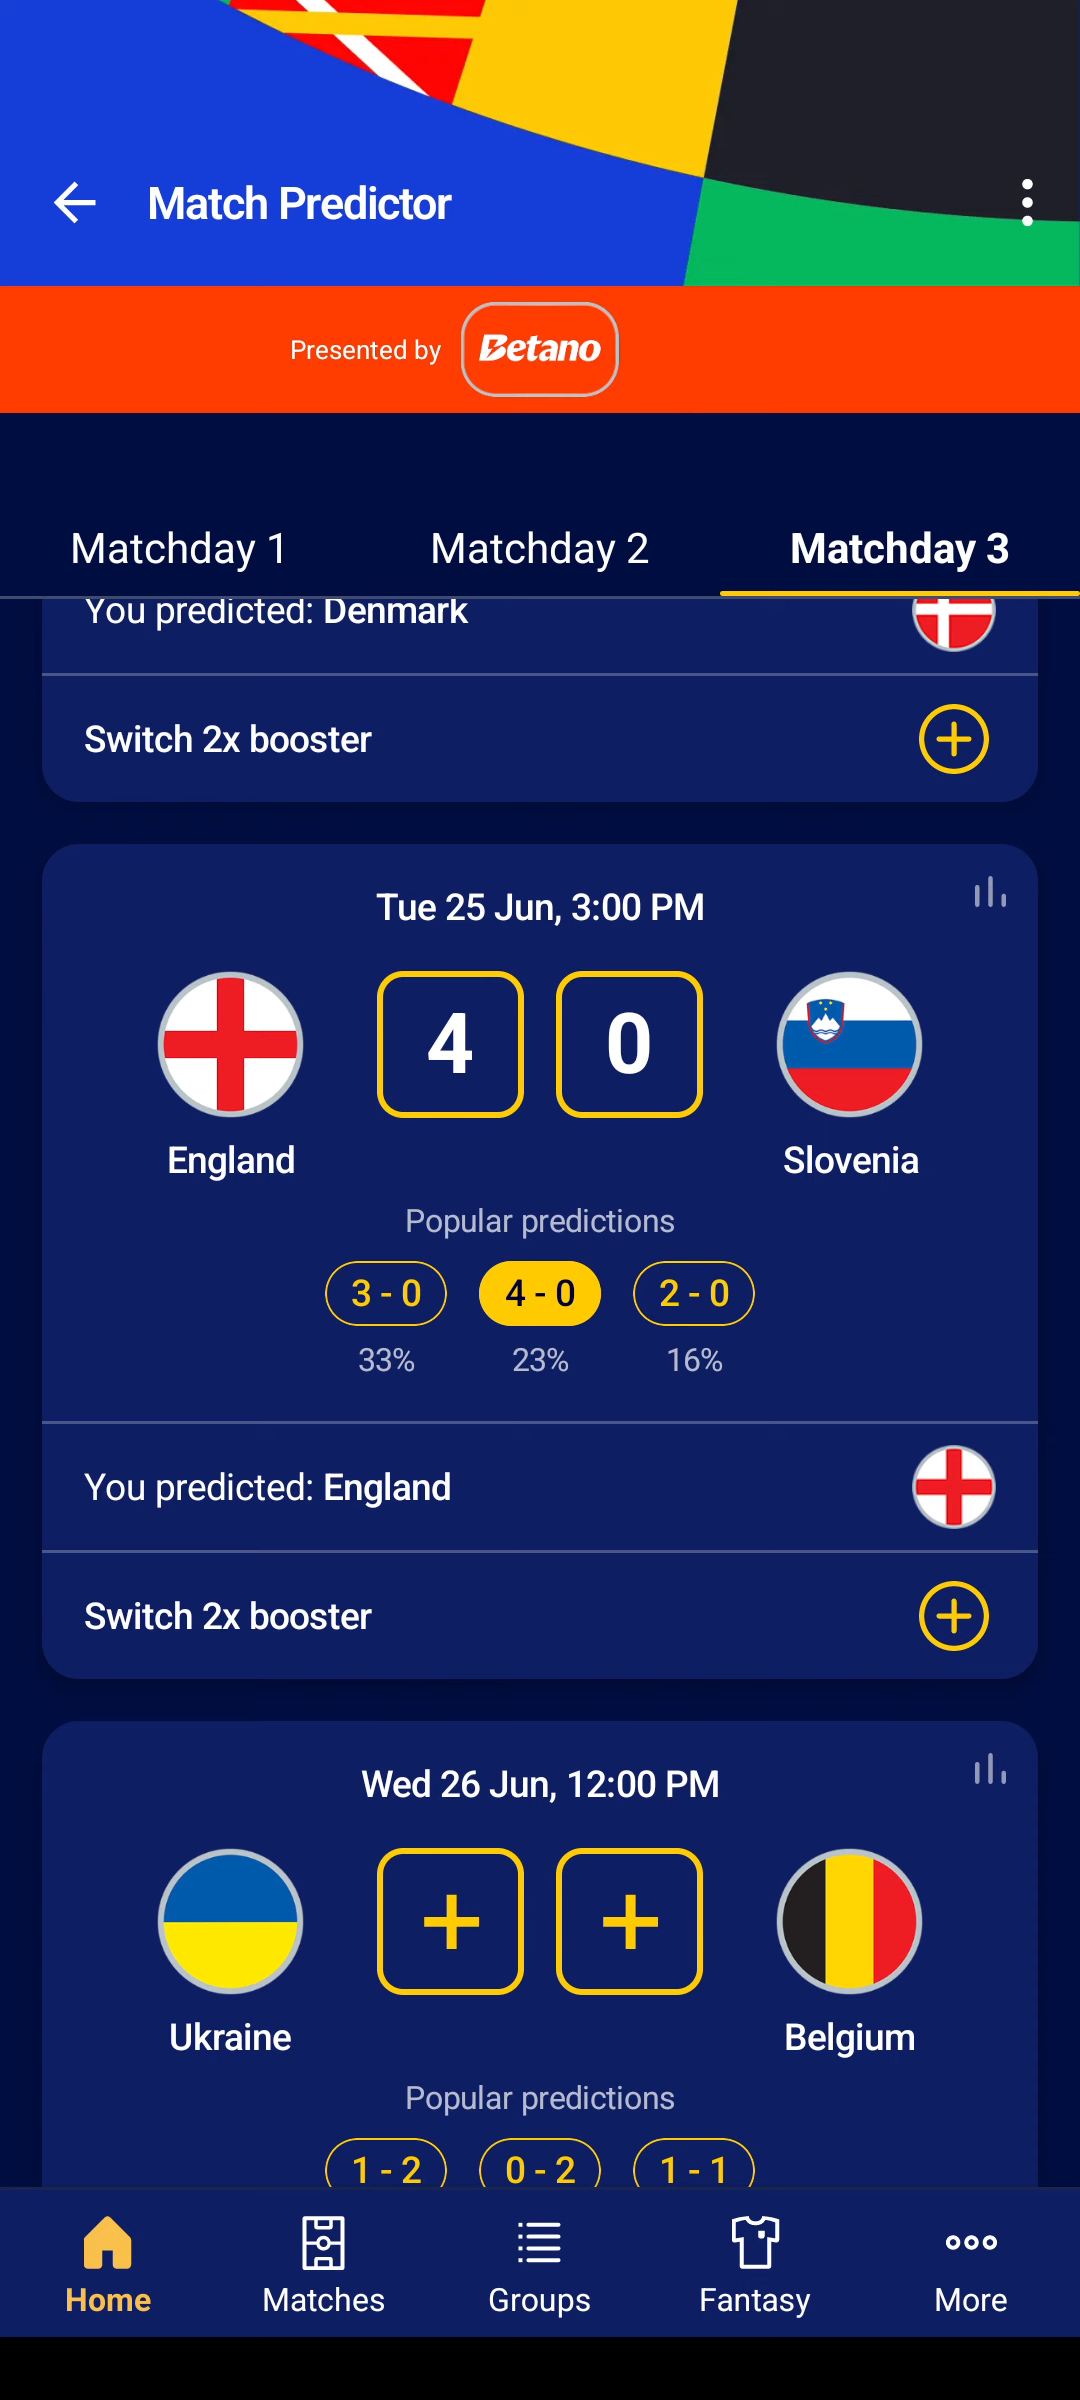 Match Predictor
Presented by Betano
Matchday 1 Matchday 2 Matchday 3
You predicted: Denmark
Switch 2x booster
Tue 25 Jun, 3:00 PM
4 0
England Slovenia
Popular predictions
3 - 0 4 - 0 2 - 0
33% 23% 16%
You predicted: England
Switch 2x booster
Wed 26 Jun, 12:00 PM
+ +
Ukraine Belgium
Popular predictions
1 - 2 0 - 2 1 - 1
Home Matches Groups Fantasy More